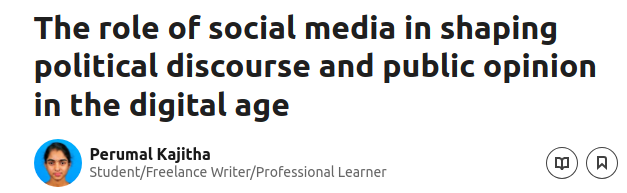 The role of social media in shaping
political discourse and public opinion
in the digital age
Perumal Kajitha
Student/Freelance Writer/Professional Learner